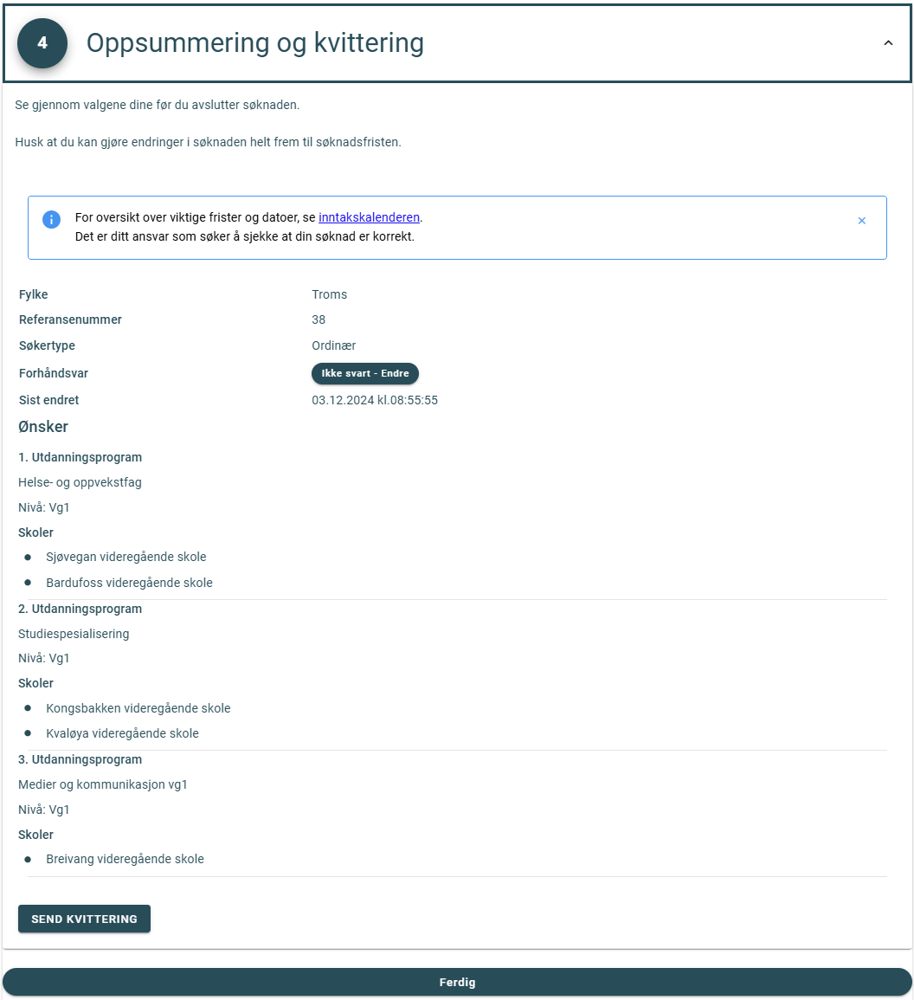 4
Oppsummering og kvittering
Se gjennom valgene dine før du avslutter søknaden.
Husk at du kan gjøre endringer i søknaden helt frem til søknadsfristen.
For oversikt over viktige frister og datoer, se inntakskalenderen.
Det er ditt ansvar som søker å sjekke at din søknad er korrekt.
Fylke Troms
Referansenummer 38
Søkertype Ordinær
Forhåndsvar Ikke svart - Endre
Sist endret 03.12.2024 kl.08:55:55
Ønsker
1. Utdanningsprogram
Helse- og oppvekstfag
Nivå: Vg1
Skoler
Sjøvegan videregående skole
Bardufoss videregående skole
2. Utdanningsprogram
Studiespesialisering
Nivå: Vg1
Skoler
Kongsbakken videregående skole
Kvaløya videregående skole
3. Utdanningsprogram
Medier og kommunikasjon vg1
Nivå: Vg1
Skoler
Breivang videregående skole
SEND KVITTERING
Ferdig